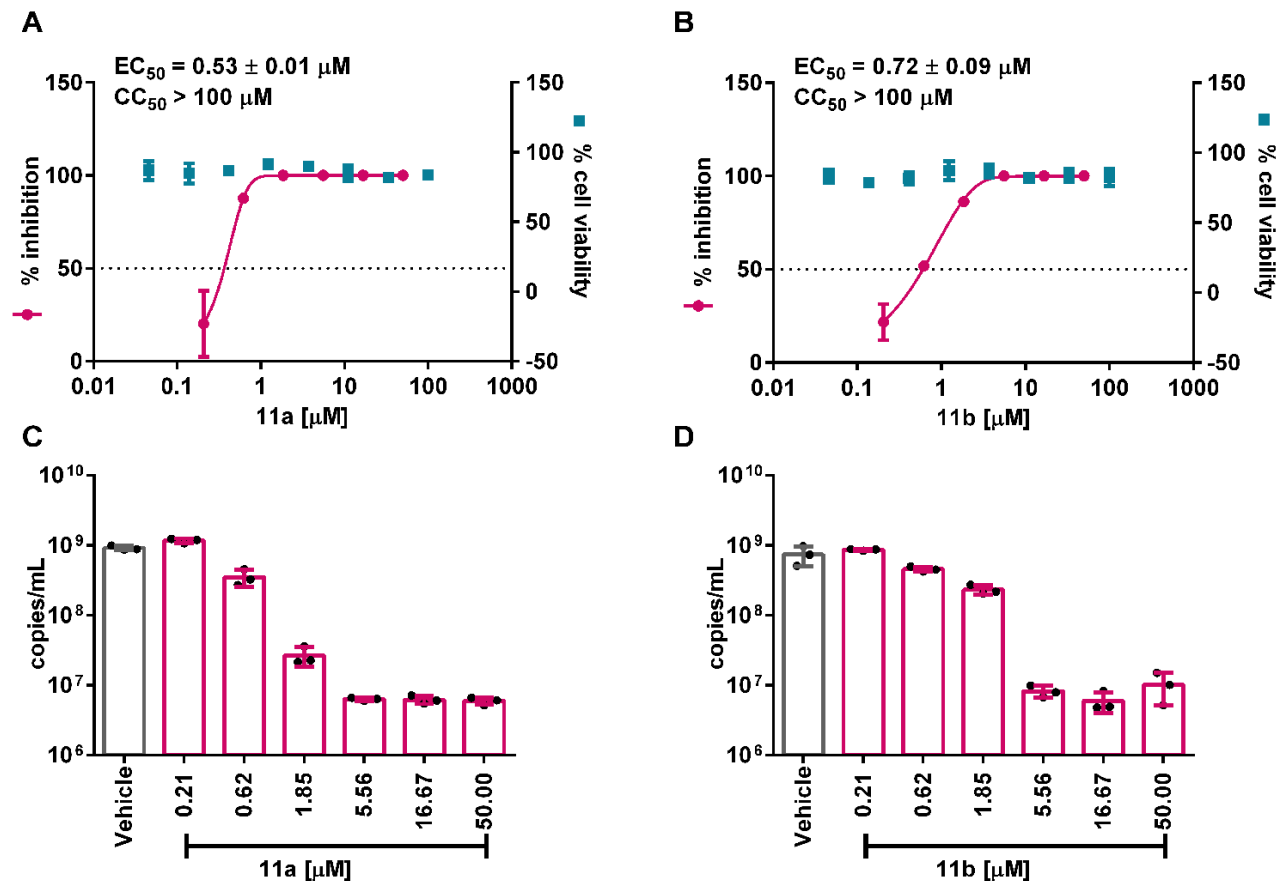 A
EC50 = 0.53 ± 0.01 μM
CC50 > 100 μM
150
100
50
0
% inhibition
150
100
50
0
-50
% cell viability
0.01 0.1 1 10 100 1000
11a [μM]
B
EC50 = 0.72 ± 0.09 μM
CC50 > 100 μM
150
100
50
0
% inhibition
150
100
50
0
-50
% cell viability
0.01 0.1 1 10 100 1000
11b [μM]
C
10^10
10^9
10^8
10^7
10^6
copies/mL
Vehicle 0.21 0.62 1.85 5.56 16.67 50.00
11a [μM]
D
10^10
10^9
10^8
10^7
10^6
copies/mL
Vehicle 0.21 0.62 1.85 5.56 16.67 50.00
11b [μM]